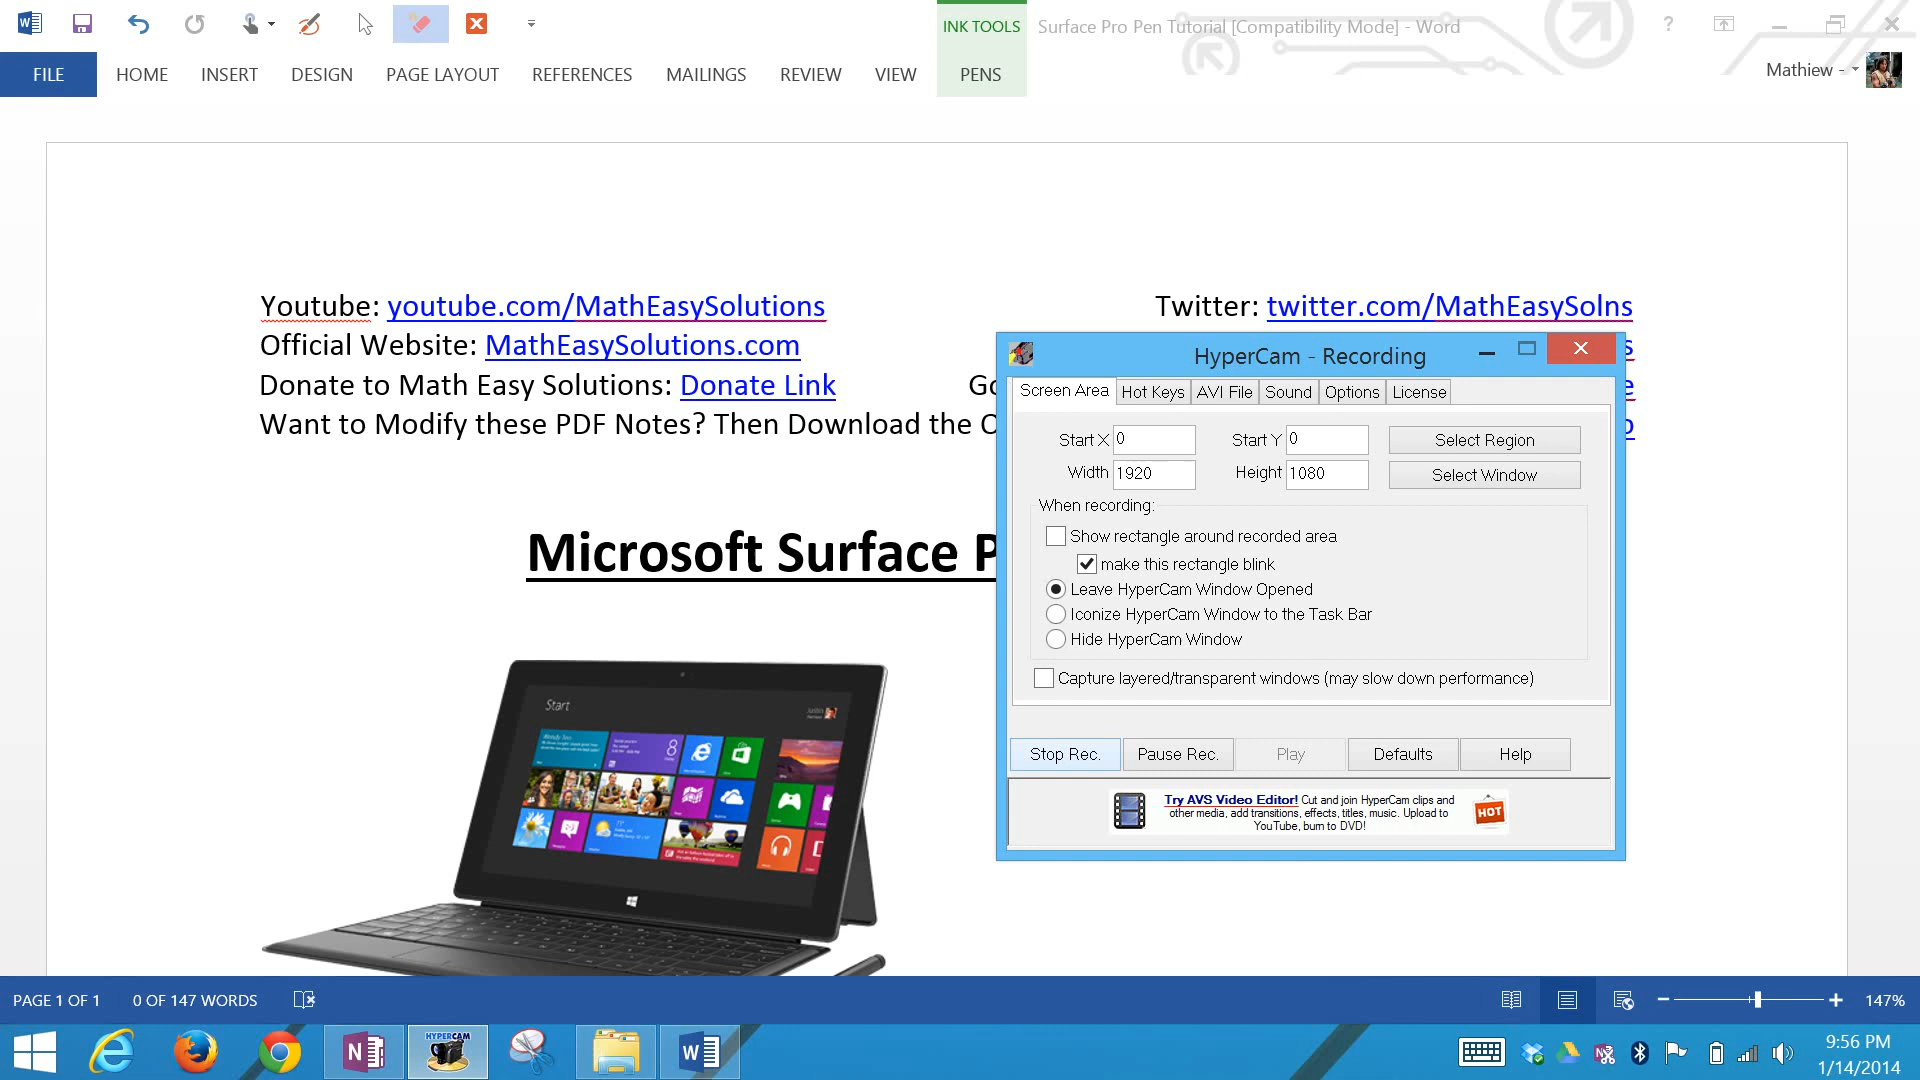 INK TOOLS
Surface Pro Pen Tutorial [Compatibility Mode] - Word
?
FILE HOME INSERT DESIGN PAGE LAYOUT REFERENCES MAILINGS REVIEW VIEW PENS
Mathiew -
Youtube: youtube.com/MathEasySolutions Twitter: twitter.com/MathEasySolns
Official Website: MathEasySolutions.com
Donate to Math Easy Solutions: Donate Link
Want to Modify these PDF Notes? Then Download the
Microsoft Surface P
HyperCam - Recording
Screen Area Hot Keys AVI File Sound Options License
Start X 0 Start Y 0 Select Region
Width 1920 Height 1080 Select Window
When recording:
Show rectangle around recorded area
make this rectangle blink
Leave HyperCam Window Opened
Iconize HyperCam Window to the Task Bar
Hide HyperCam Window
Capture layered/transparent windows (may slow down performance)
Stop Rec. Pause Rec. Play Defaults Help
Try AVS Video Editor! Cut and join HyperCam clips and
other media, add transitions, effects, titles, music. Upload to
YouTube, burn to DVD!
HOT
Start
PAGE 1 OF 1 0 OF 147 WORDS 147%
HYPERCAM
9:56 PM
1/14/2014